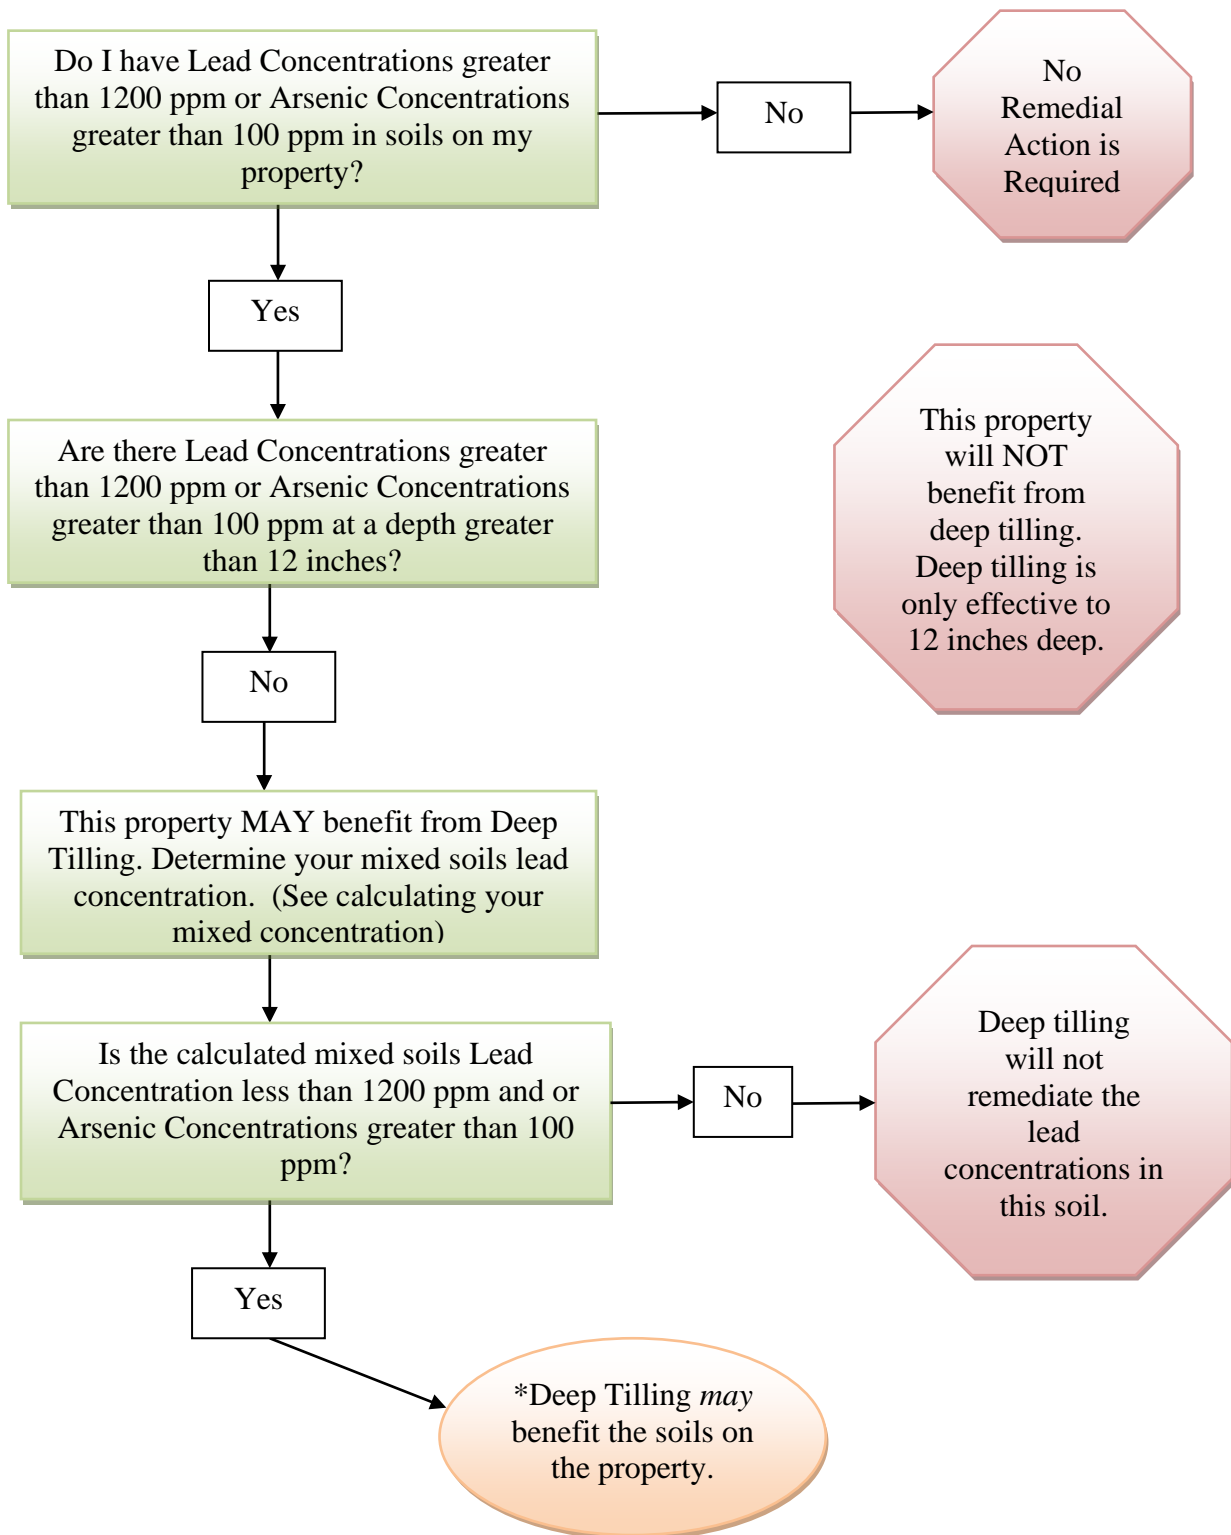 Do I have Lead Concentrations greater
than 1200 ppm or Arsenic Concentrations
greater than 100 ppm in soils on my
property?
No
No
Remedial
Action is
Required
Yes
Are there Lead Concentrations greater
than 1200 ppm or Arsenic Concentrations
greater than 100 ppm at a depth greater
than 12 inches?
This property
will NOT
benefit from
deep tilling.
Deep tilling is
only effective to
12 inches deep.
No
This property MAY benefit from Deep
Tilling. Determine your mixed soils lead
concentration.  (See calculating your
mixed concentration)
Is the calculated mixed soils Lead
Concentration less than 1200 ppm and or
Arsenic Concentrations greater than 100
ppm?
No
Deep tilling
will not
remediate the
lead
concentrations in
this soil.
Yes
*Deep Tilling may
benefit the soils on
the property.